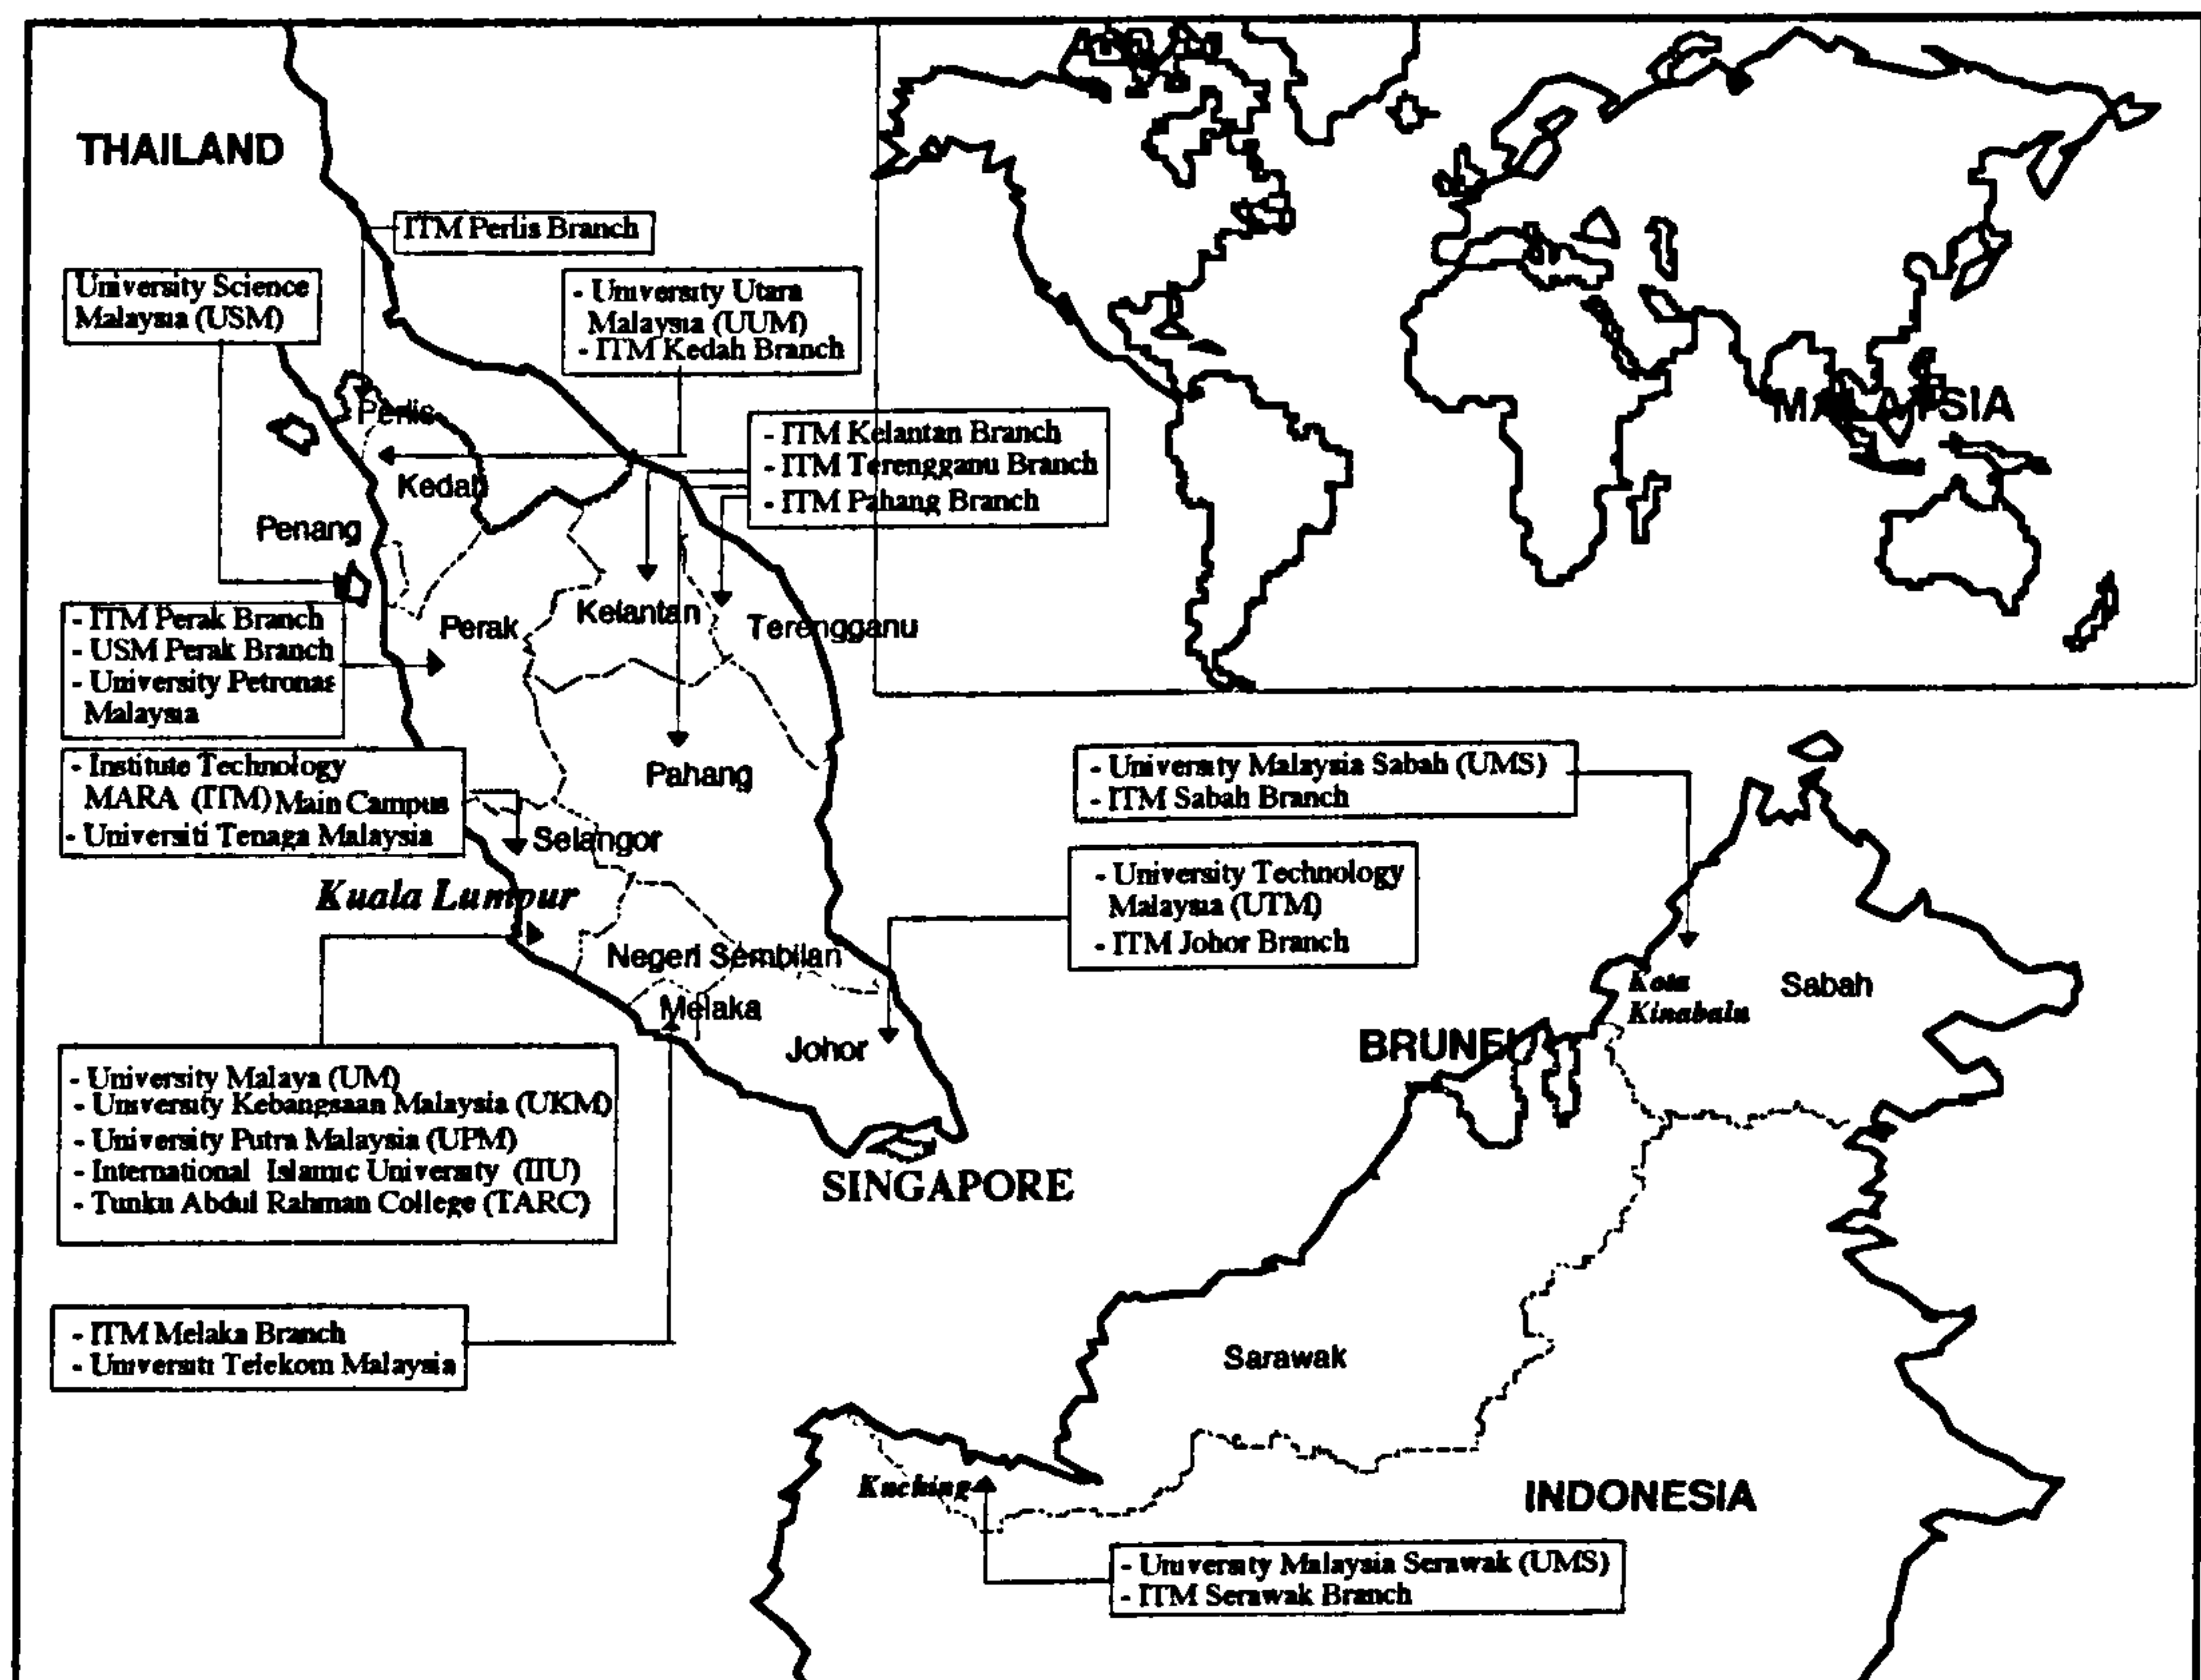 THAILAND
ITM Perlis Branch
University Science
Malaysia (USM)
- University Utara
Malaysia (UUM)
- ITM Kedah Branch
Perlis
- ITM Kelantan Branch
- ITM Terengganu Branch
- ITM Pahang Branch
MALAYSIA
Kedah
Penang
- ITM Perak Branch
- USM Perak Branch
- University Petronas
Malaysia
Perak
Kelantan
Terengganu
- Institute Technology
MARA (ITM) Main Campus
- Universiti Tenaga Malaysia
Pahang
Selangor
- University Malaysia Sabah (UMS)
- ITM Sabah Branch
Kuala Lumpur
- University Technology
Malaysia (UTM)
- ITM Johor Branch
Negeri Sembilan
Melaka
Johor
Kota
Kinabalu
Sabah
BRUNEI
- University Malaya (UM)
- University Kebangsaan Malaysia (UKM)
- University Putra Malaysia (UPM)
- International Islamic University (IIU)
- Tunku Abdul Rahman College (TARC)
SINGAPORE
- ITM Melaka Branch
- Universiti Telekom Malaysia
Sarawak
Kuching
INDONESIA
- University Malaysia Serawak (UMS)
- ITM Serawak Branch